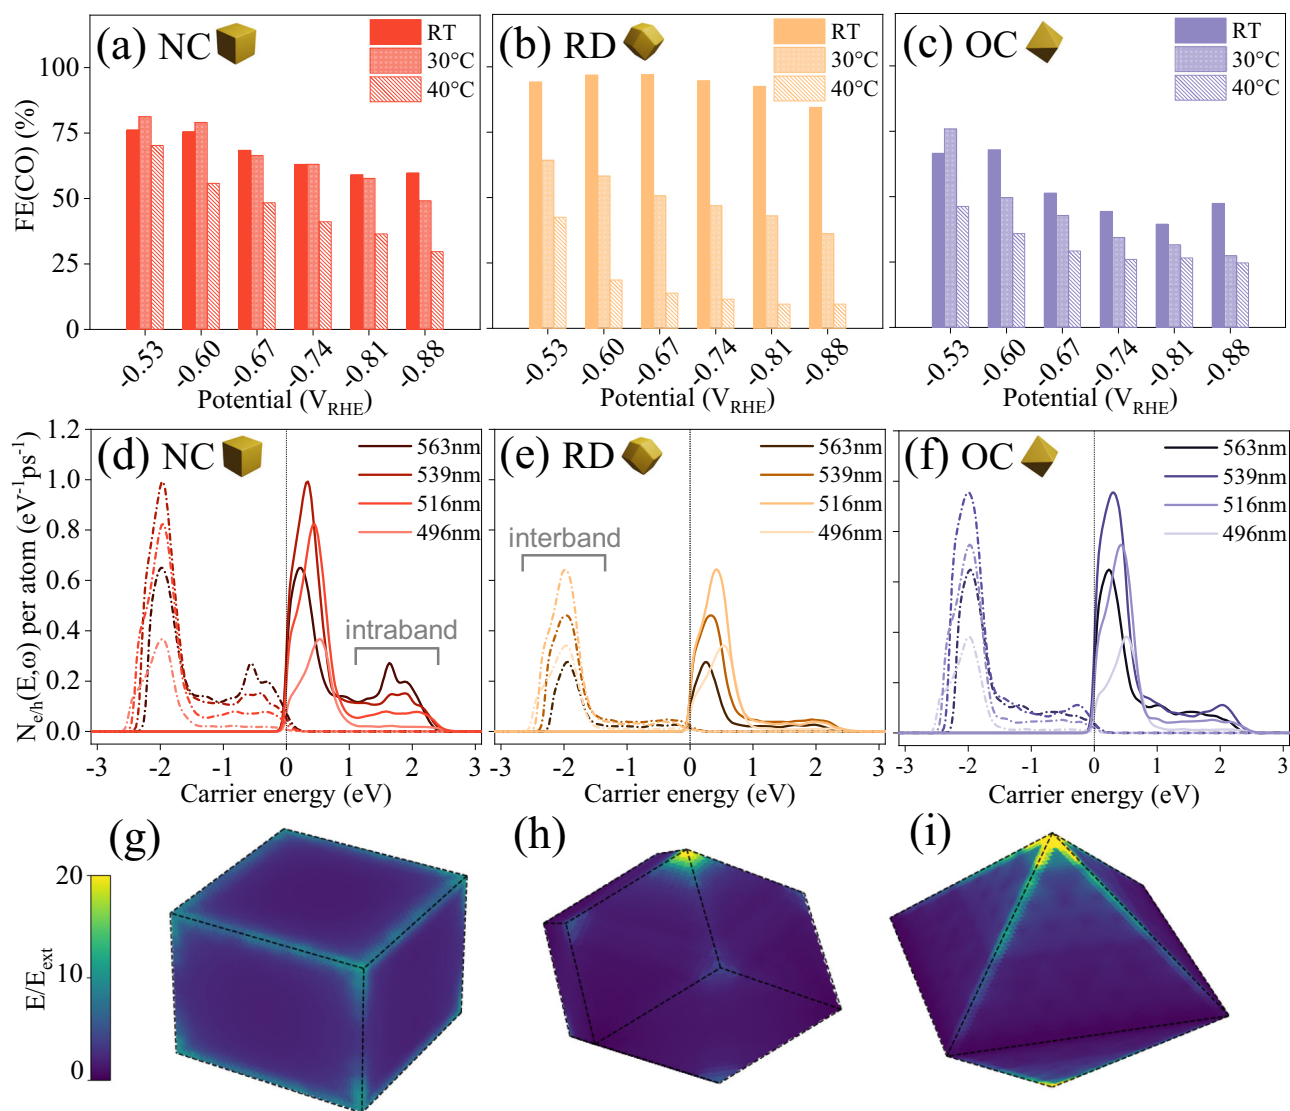 (a) NC
RT
30°C
40°C
FE(CO) (%)
100
75
50
25
0
-0.53
-0.60
-0.67
-0.74
-0.81
-0.88
Potential (V_RHE)
(b) RD
RT
30°C
40°C
-0.53
-0.60
-0.67
-0.74
-0.81
-0.88
Potential (V_RHE)
(c) OC
RT
30°C
40°C
-0.53
-0.60
-0.67
-0.74
-0.81
-0.88
Potential (V_RHE)
(d) NC
563nm
539nm
516nm
496nm
intraband
N_e/h(E,ω) per atom (eV⁻¹ps⁻¹)
1.2
1.0
0.8
0.6
0.4
0.2
0.0
-3 -2 -1 0 1 2 3
Carrier energy (eV)
(e) RD
563nm
539nm
516nm
496nm
interband
-3 -2 -1 0 1 2 3
Carrier energy (eV)
(f) OC
563nm
539nm
516nm
496nm
-3 -2 -1 0 1 2 3
Carrier energy (eV)
(g)
E/E_ext
20
10
0
(h)
(i)